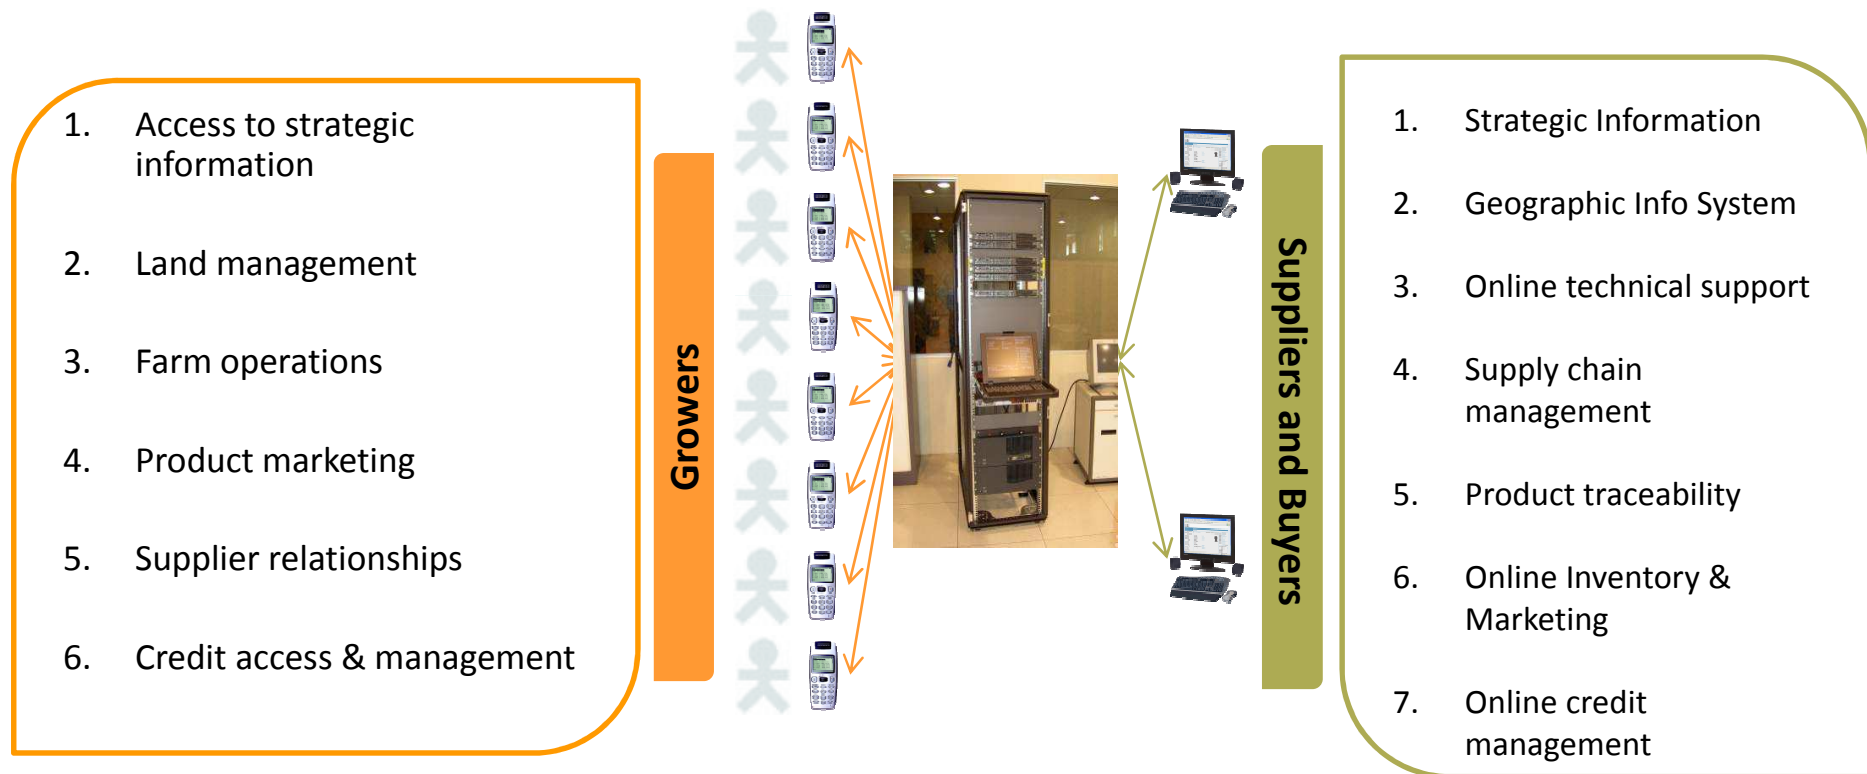 1. Access to strategic
information
2. Land management
3. Farm operations
4. Product marketing
5. Supplier relationships
6. Credit access & management
Growers
Suppliers and Buyers
1. Strategic Information
2. Geographic Info System
3. Online technical support
4. Supply chain
management
5. Product traceability
6. Online Inventory &
Marketing
7. Online credit
management